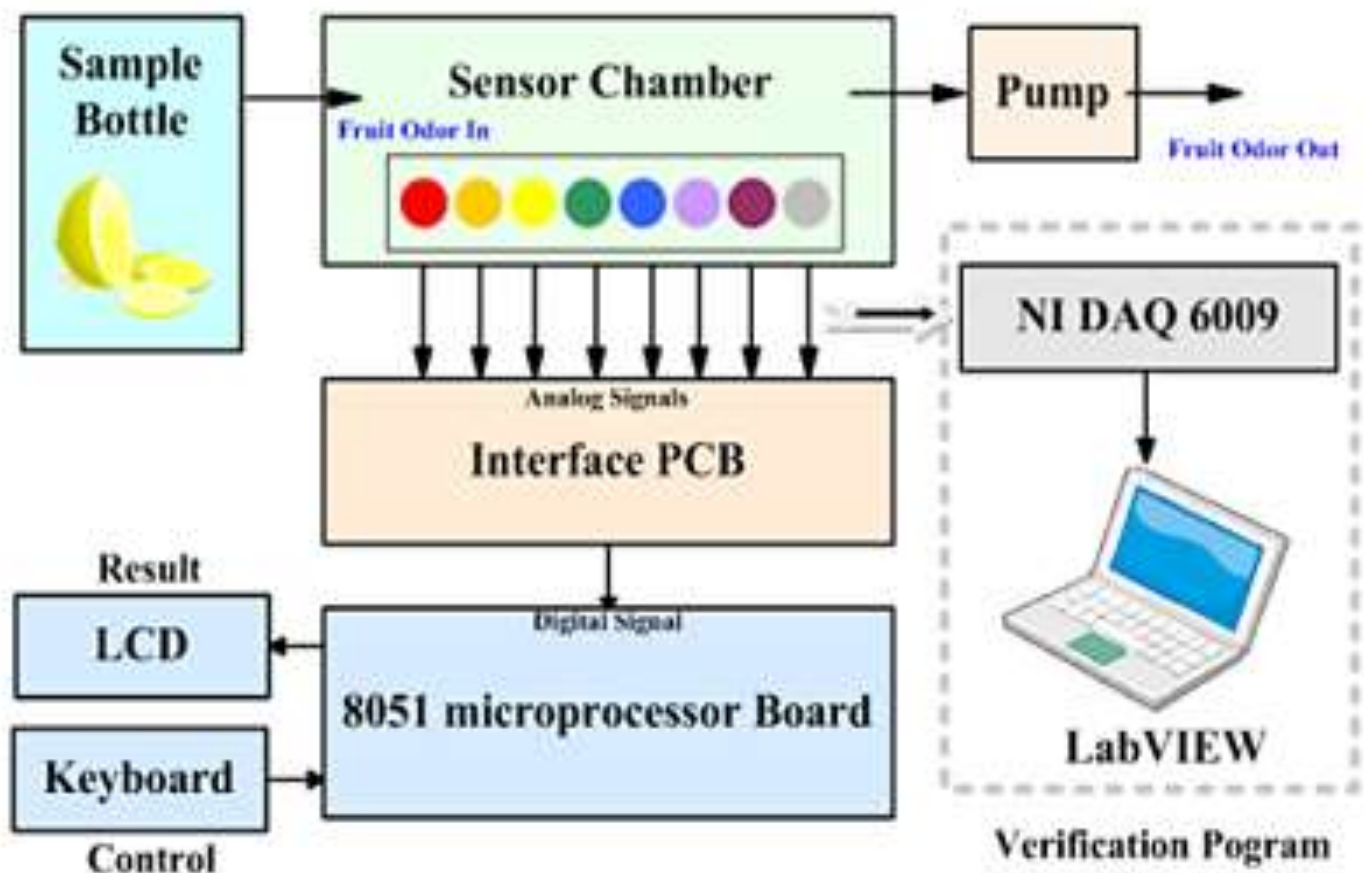 Sample
Bottle
Sensor Chamber
Fruit Odor In
Pump
Fruit Odor Out
NI DAQ 6009
Analog Signals
Interface PCB
Result
LCD
Digital Signal
8051 microprocessor Board
Keyboard
Control
LabVIEW
Verification Pogram